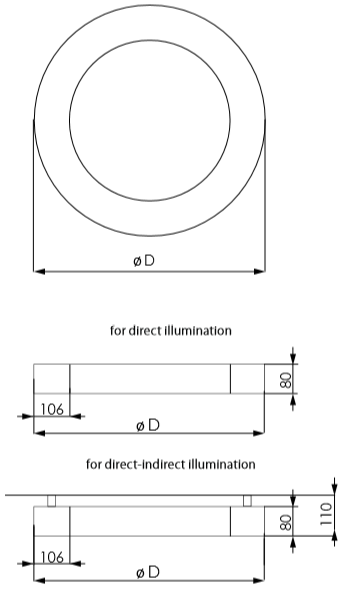 ø D
for direct illumination
80
106
ø D
for direct-indirect illumination
80
110
106
ø D